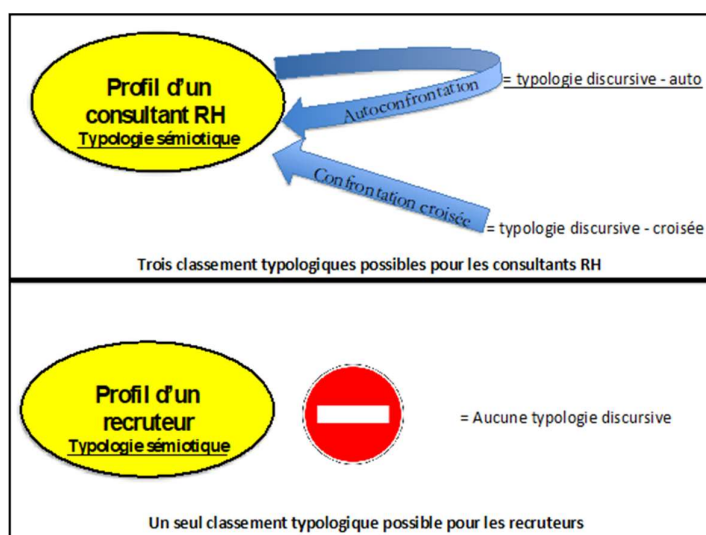 Profil d'un
consultant RH
Typologie sémiotique
Autoconfrontation
= typologie discursive - auto
Confrontation croisée
= typologie discursive - croisée
Trois classement typologiques possibles pour les consultants RH
Profil d'un
recruteur
Typologie sémiotique
= Aucune typologie discursive
Un seul classement typologique possible pour les recruteurs